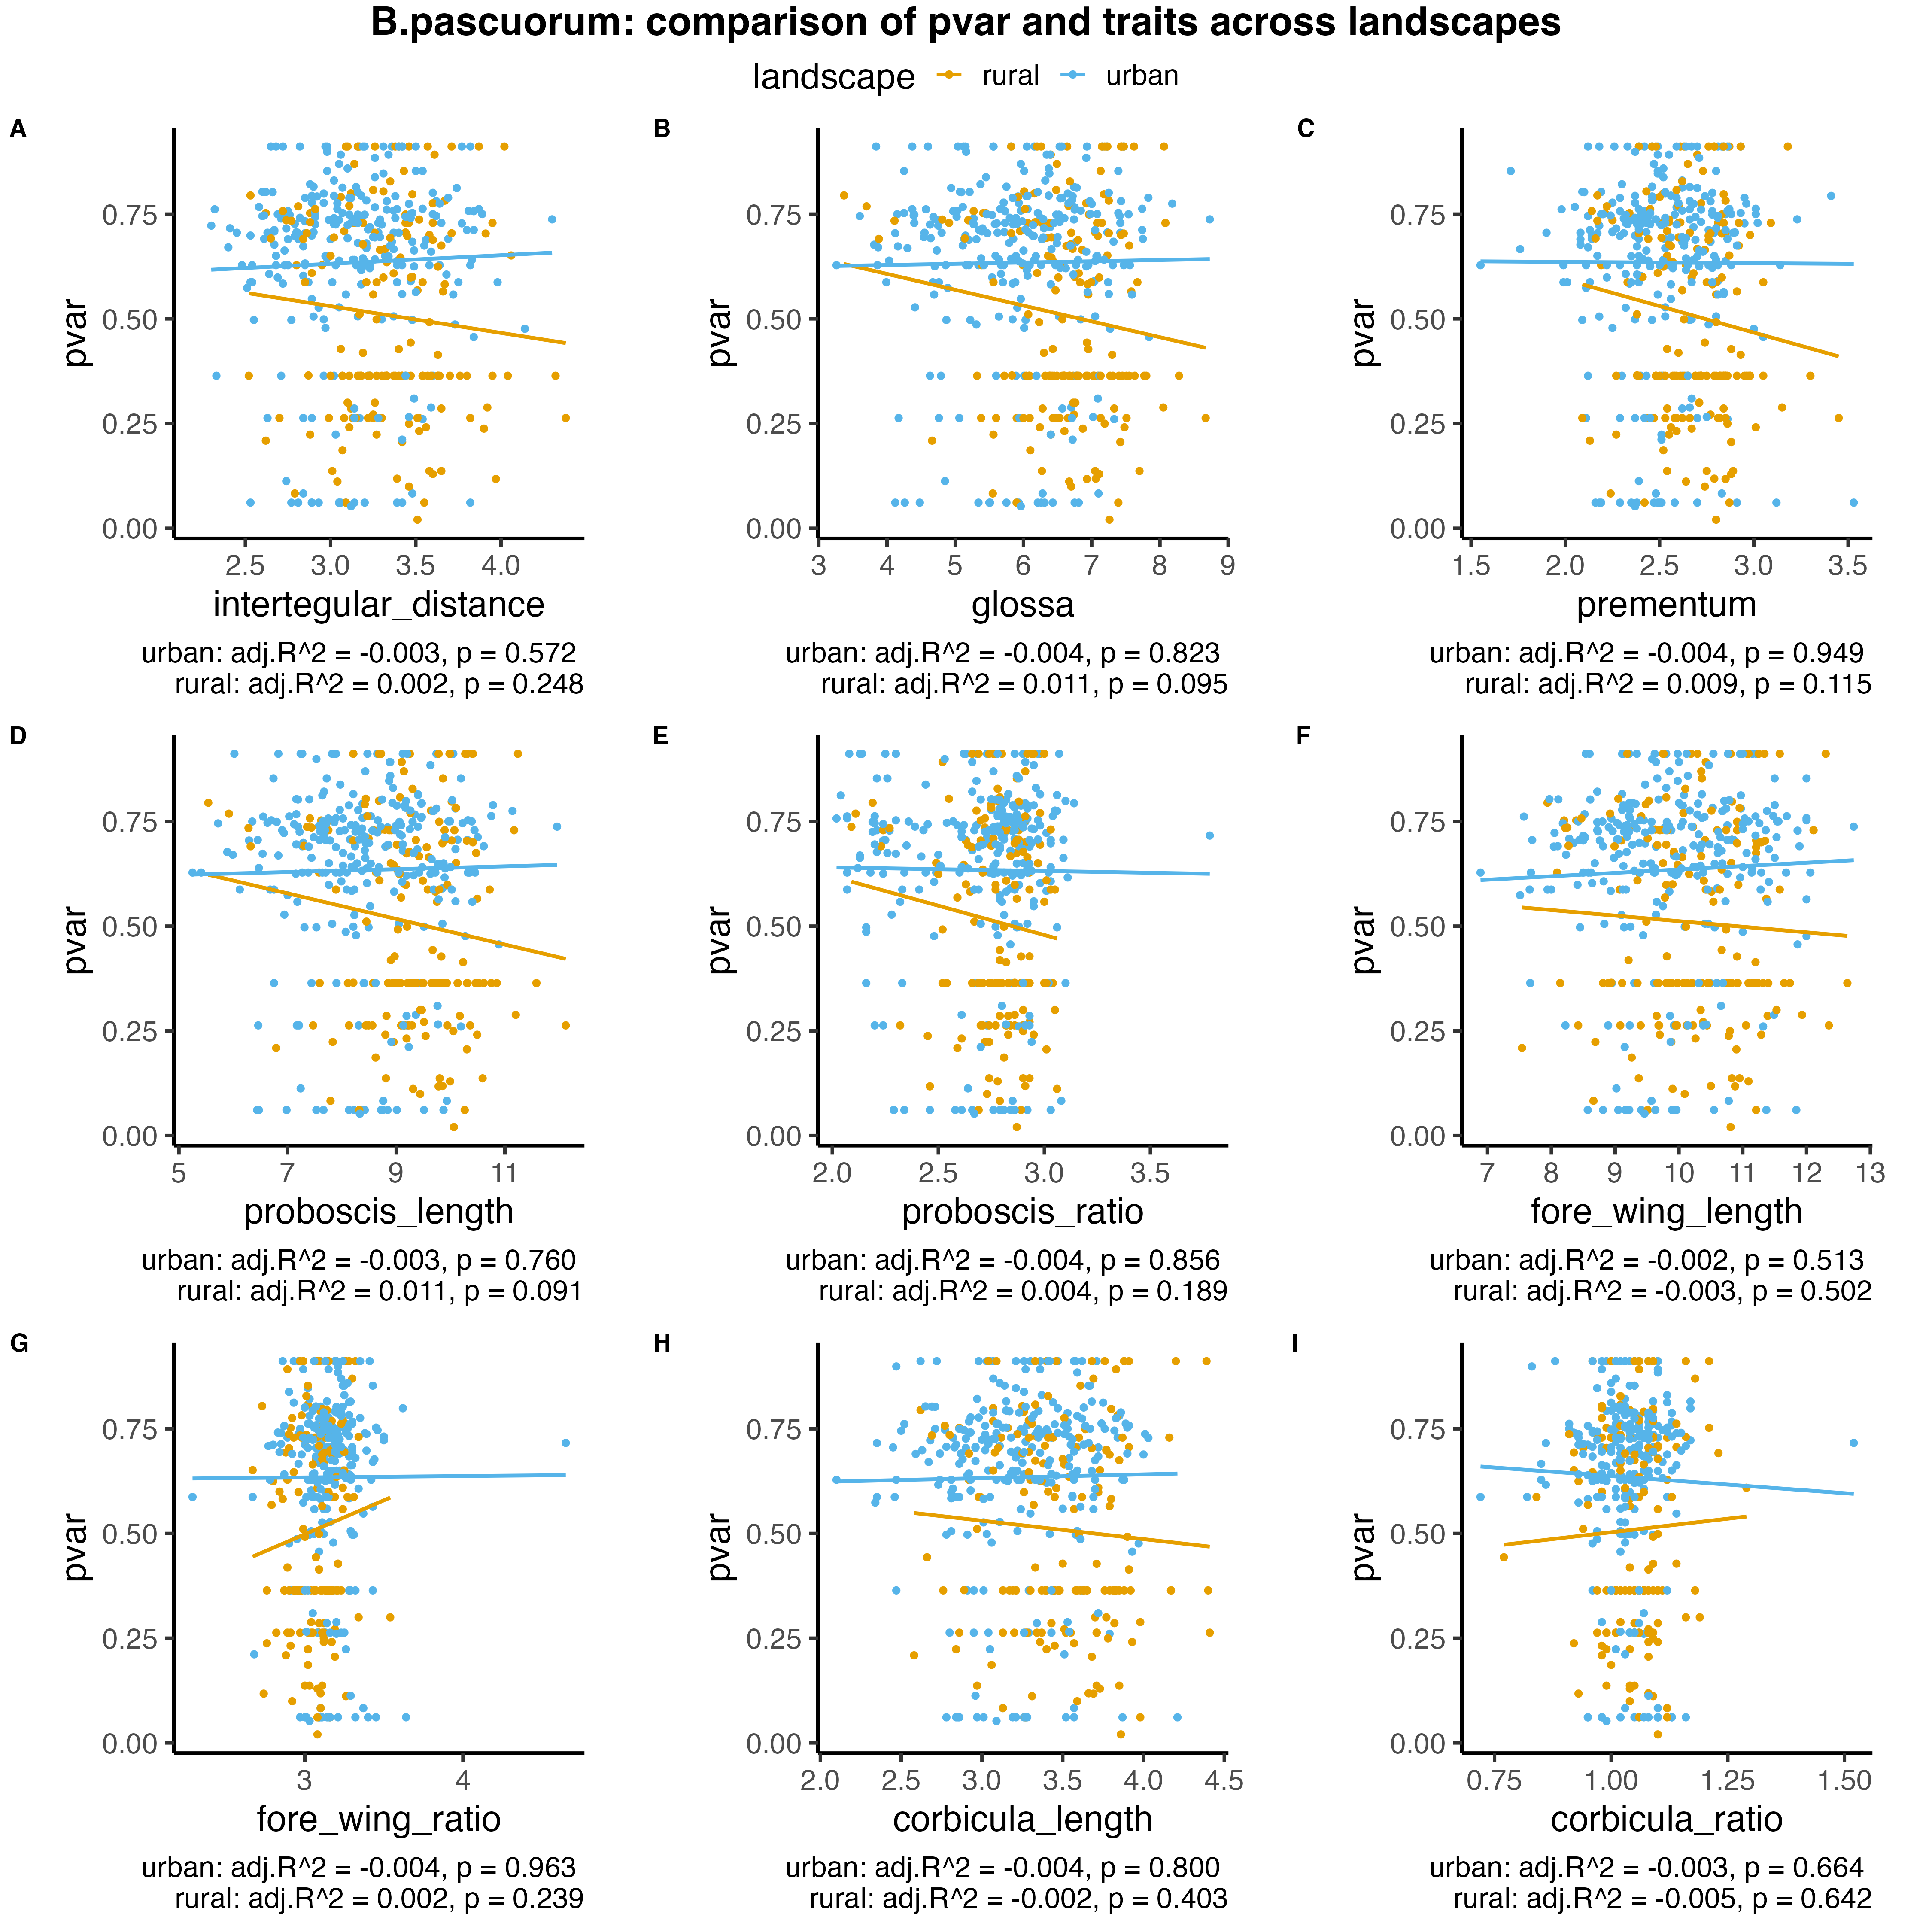 B.pascuorum: comparison of pvar and traits across landscapes
landscape rural urban
A
pvar
0.75
0.50
0.25
0.00
2.5 3.0 3.5 4.0
intertegular_distance
urban: adj.R^2 = -0.003, p = 0.572
rural: adj.R^2 = 0.002, p = 0.248
B
pvar
0.75
0.50
0.25
0.00
3 4 5 6 7 8 9
glossa
urban: adj.R^2 = -0.004, p = 0.823
rural: adj.R^2 = 0.011, p = 0.095
C
pvar
0.75
0.50
0.25
0.00
1.5 2.0 2.5 3.0 3.5
prementum
urban: adj.R^2 = -0.004, p = 0.949
rural: adj.R^2 = 0.009, p = 0.115
D
pvar
0.75
0.50
0.25
0.00
5 7 9 11
proboscis_length
urban: adj.R^2 = -0.003, p = 0.760
rural: adj.R^2 = 0.011, p = 0.091
E
pvar
0.75
0.50
0.25
0.00
2.0 2.5 3.0 3.5
proboscis_ratio
urban: adj.R^2 = -0.004, p = 0.856
rural: adj.R^2 = 0.004, p = 0.189
F
pvar
0.75
0.50
0.25
0.00
7 8 9 10 11 12 13
fore_wing_length
urban: adj.R^2 = -0.002, p = 0.513
rural: adj.R^2 = -0.003, p = 0.502
G
pvar
0.75
0.50
0.25
0.00
3 4
fore_wing_ratio
urban: adj.R^2 = -0.004, p = 0.963
rural: adj.R^2 = 0.002, p = 0.239
H
pvar
0.75
0.50
0.25
0.00
2.0 2.5 3.0 3.5 4.0 4.5
corbicula_length
urban: adj.R^2 = -0.004, p = 0.800
rural: adj.R^2 = -0.002, p = 0.403
I
pvar
0.75
0.50
0.25
0.00
0.75 1.00 1.25 1.50
corbicula_ratio
urban: adj.R^2 = -0.003, p = 0.664
rural: adj.R^2 = -0.005, p = 0.642